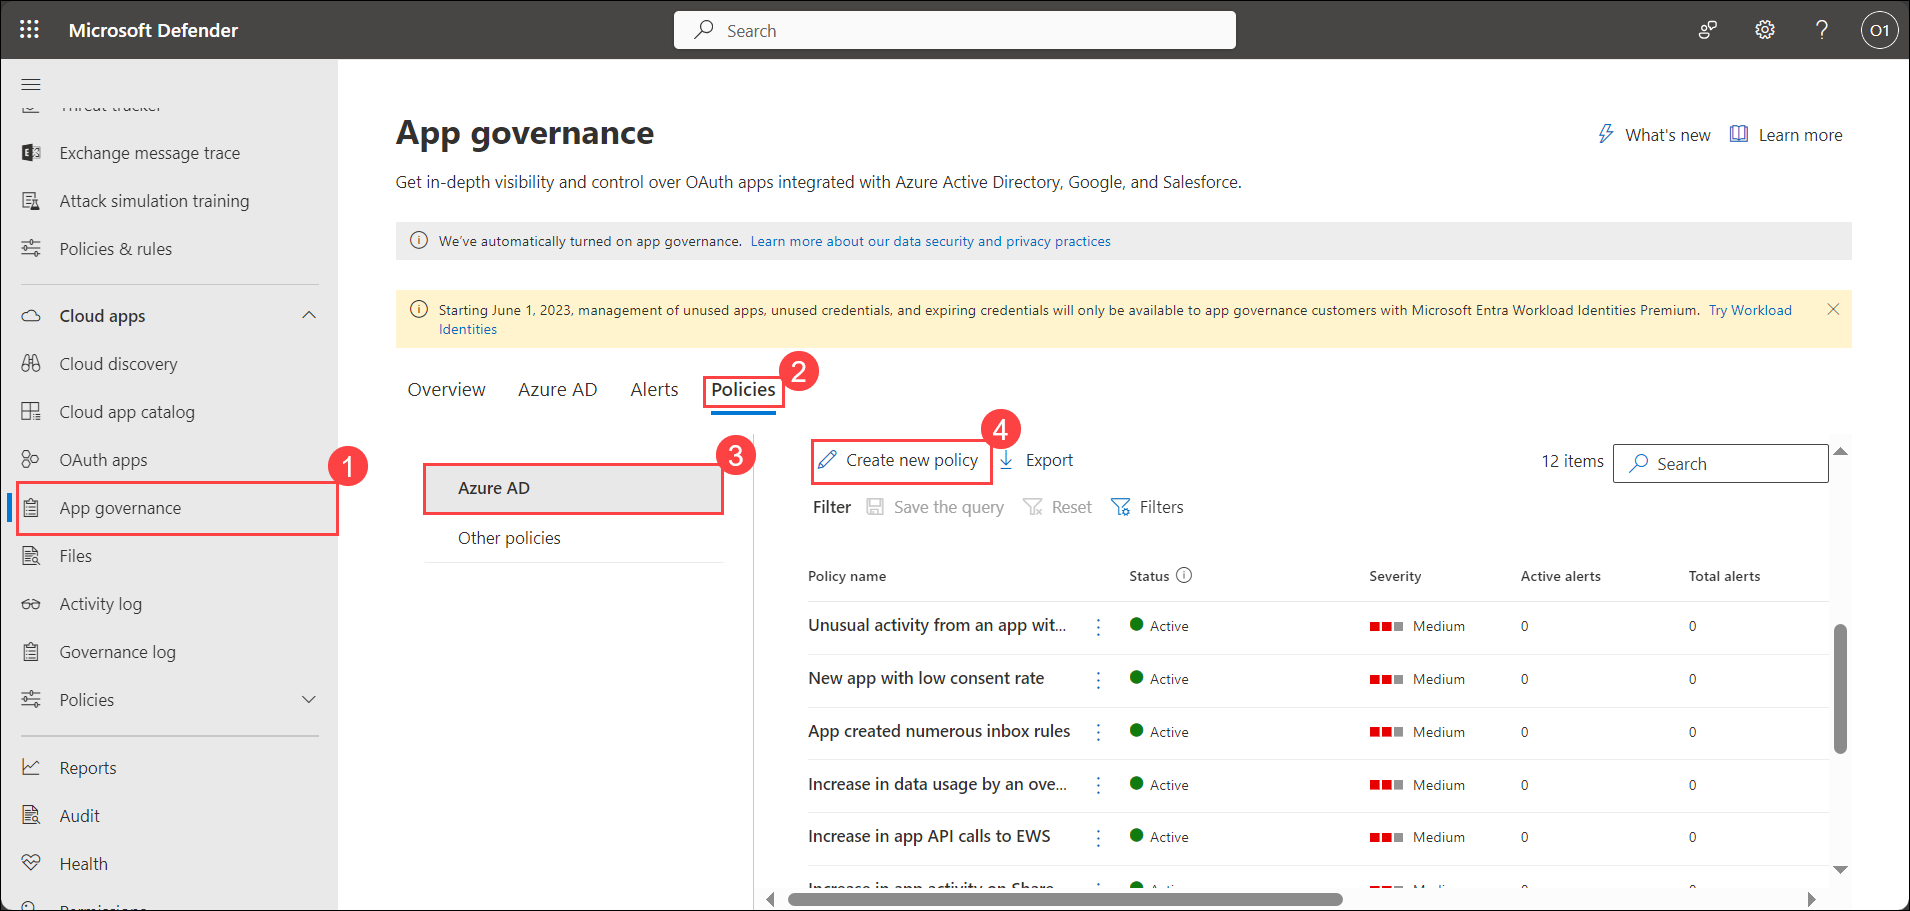 Microsoft Defender
Search
O1
Threat tracker
Exchange message trace
Attack simulation training
Policies & rules
Cloud apps
Cloud discovery
Cloud app catalog
OAuth apps
1
App governance
Files
Activity log
Governance log
Policies
Reports
Audit
Health
Permissions
App governance
What's new
Learn more
Get in-depth visibility and control over OAuth apps integrated with Azure Active Directory, Google, and Salesforce.
We've automatically turned on app governance. Learn more about our data security and privacy practices
Starting June 1, 2023, management of unused apps, unused credentials, and expiring credentials will only be available to app governance customers with Microsoft Entra Workload Identities Premium. Try Workload
Identities
Overview Azure AD Alerts Policies 2
3
Azure AD
Other policies
4
Create new policy Export 12 items Search
Filter Save the query Reset Filters
Policy name Status Severity Active alerts Total alerts
Unusual activity from an app wit... Active Medium 0 0
New app with low consent rate Active Medium 0 0
App created numerous inbox rules Active Medium 0 0
Increase in data usage by an ove... Active Medium 0 0
Increase in app API calls to EWS Active Medium 0 0
Increase in app activity on Share Active Medium 0 0